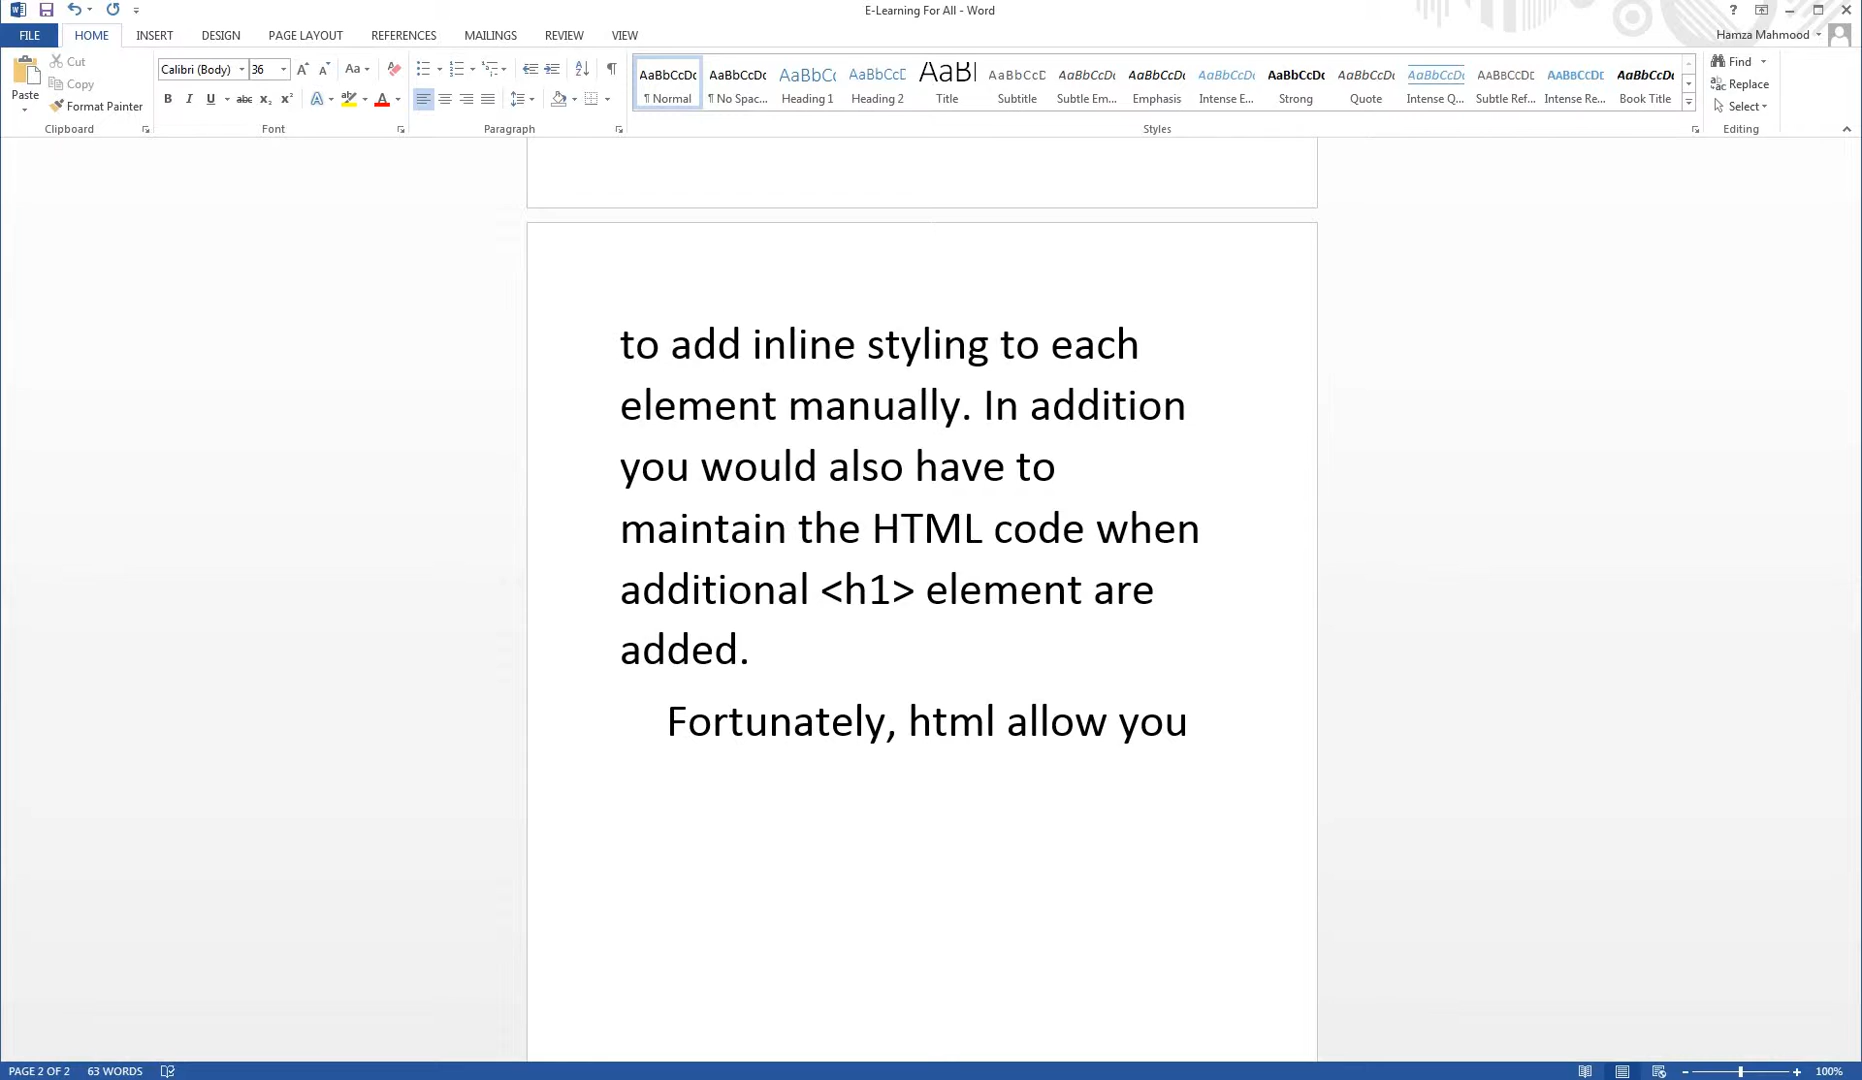 E-Learning For All - Word
FILE HOME INSERT DESIGN PAGE LAYOUT REFERENCES MAILINGS REVIEW VIEW
Hamza Mahmood
Paste
Cut
Copy
Format Painter
Clipboard
Calibri (Body) 36
Font
Paragraph
AaBbCcDc AaBbCcDc AaBbCc AaBbCcD AaBl AaBbCcD AaBbCcDc AaBbCcDc AaBbCcDc AaBbCcDc AaBbCcDc AaBbCcDc AABBCCDD AABBCCDD AaBbCcDc
¶ Normal ¶ No Spac... Heading 1 Heading 2 Title Subtitle Subtle Em... Emphasis Intense E... Strong Quote Intense Q... Subtle Ref... Intense Re... Book Title
Styles
Find
Replace
Select
Editing
to add inline styling to each
element manually. In addition
you would also have to
maintain the HTML code when
additional <h1> element are
added.
Fortunately, html allow you
PAGE 2 OF 2 63 WORDS 100%